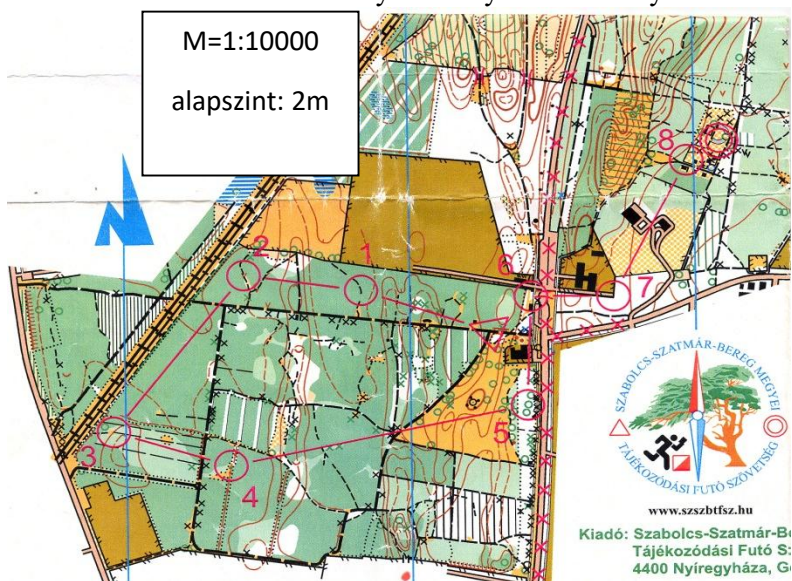 M=1:10000
alapszint: 2m
8
2
1
6
7
5
3
4
SZABOLCS-SZATMÁR-BEREG MEGYEI
TÁJÉKOZÓDÁSI FUTÓ SZÖVETSÉG
www.szszbtfsz.hu
Kiadó: Szabolcs-Szatmár-Be
Tájékozódási Futó S
4400 Nyíregyháza, G